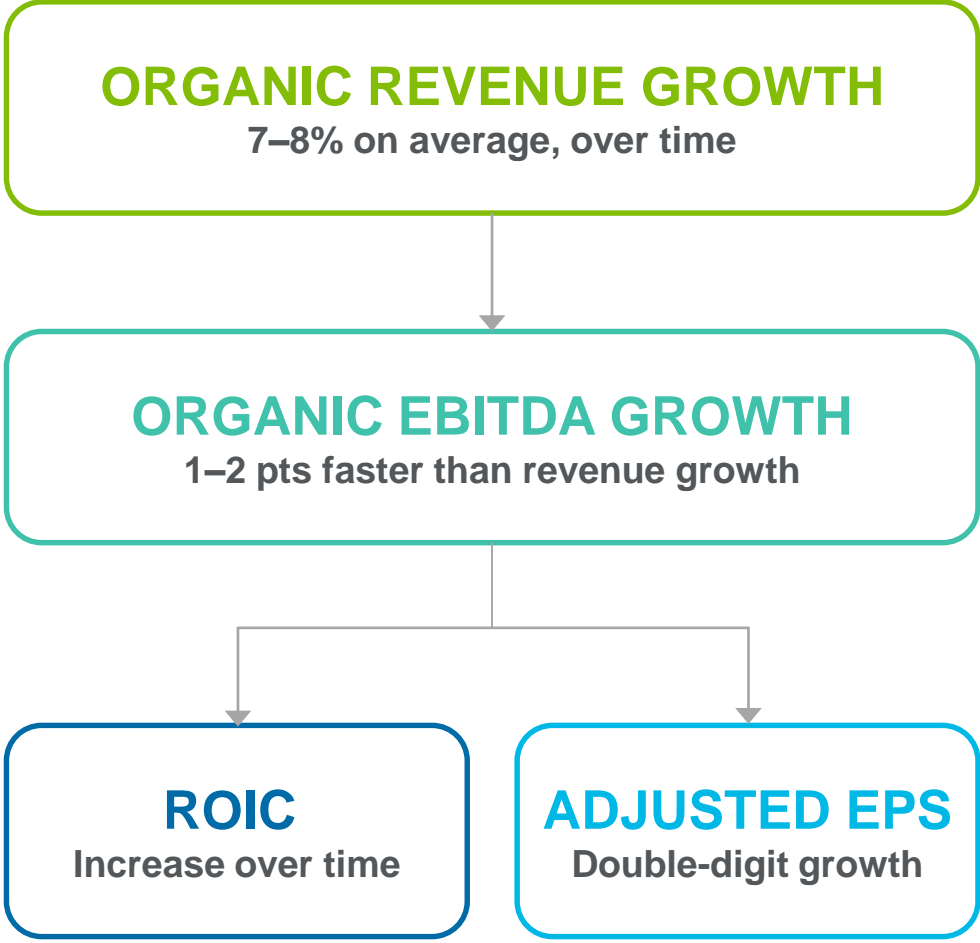 ORGANIC REVENUE GROWTH
7–8% on average, over time
ORGANIC EBITDA GROWTH
1–2 pts faster than revenue growth
ROIC
Increase over time
ADJUSTED EPS
Double-digit growth